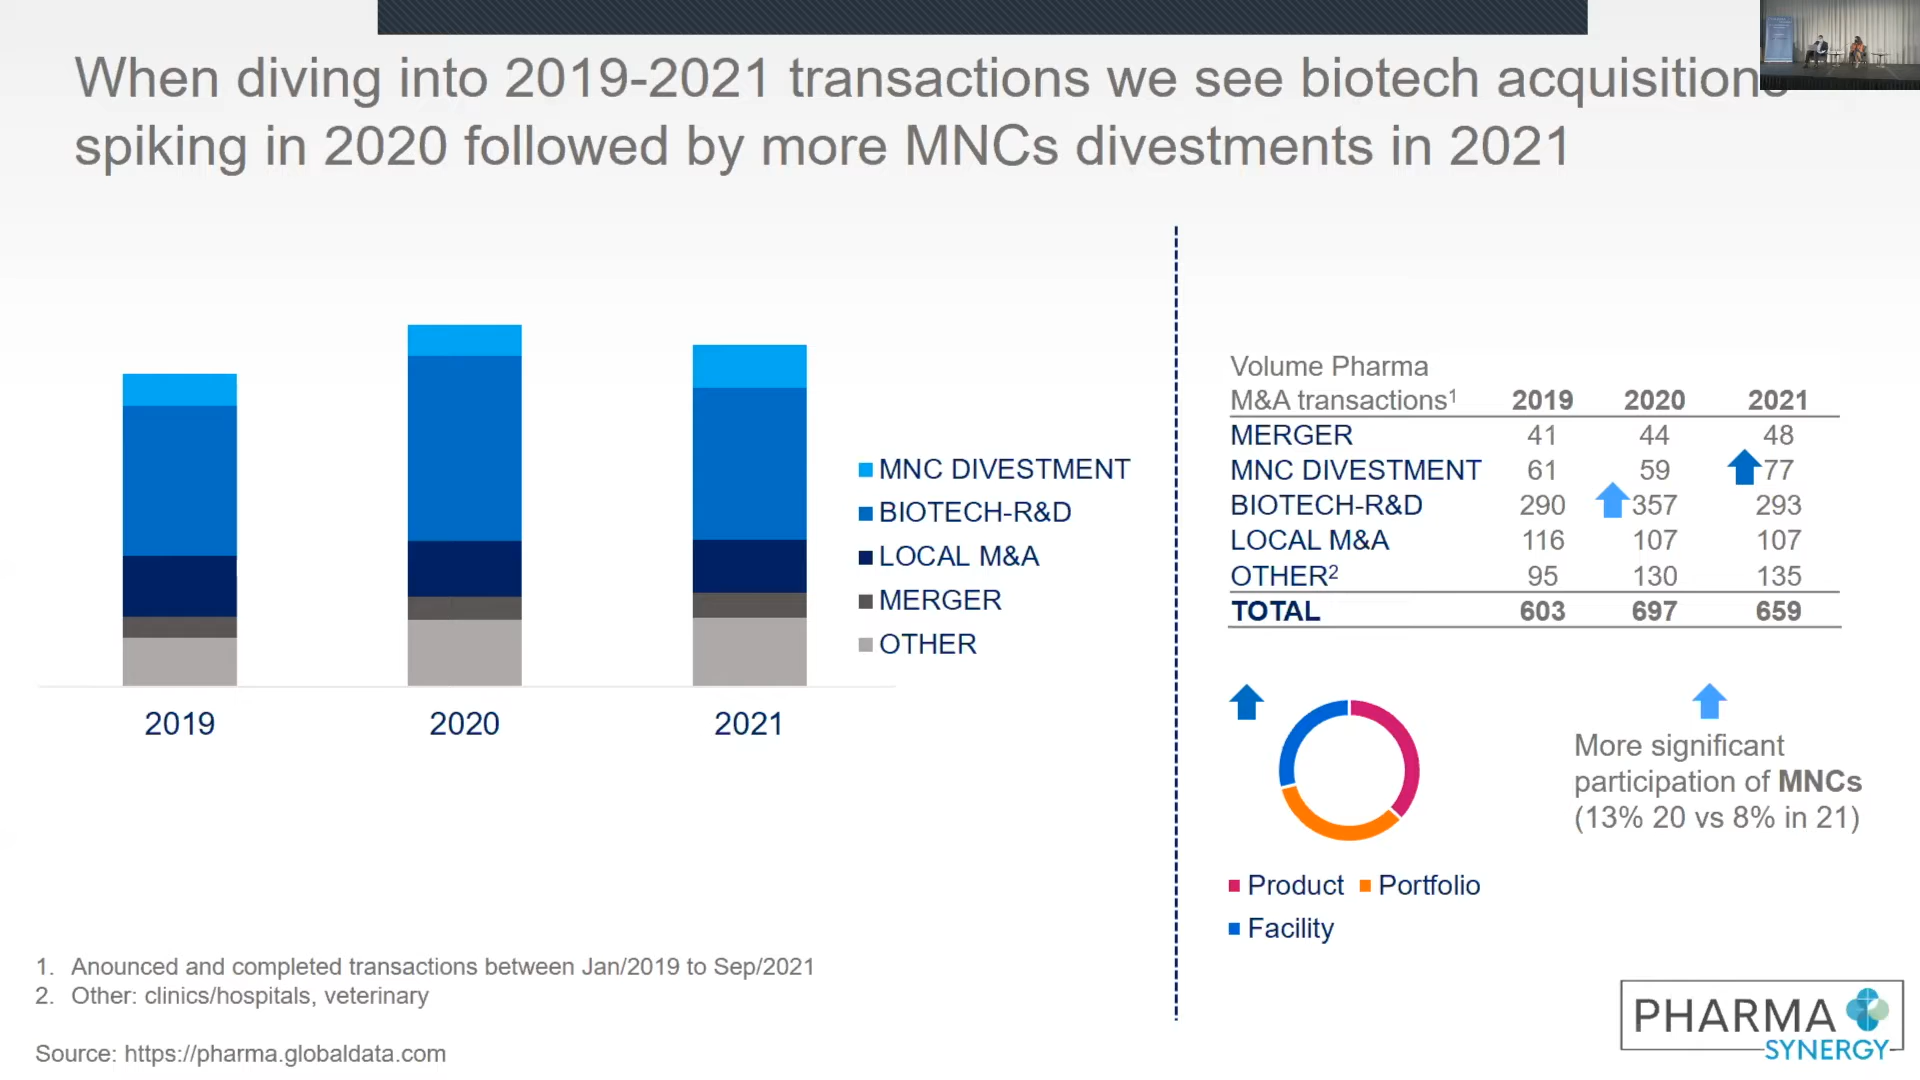 When diving into 2019-2021 transactions we see biotech acquisitions
spiking in 2020 followed by more MNCs divestments in 2021
MNC DIVESTMENT
BIOTECH-R&D
LOCAL M&A
MERGER
OTHER
2019 2020 2021
Volume Pharma
M&A transactions¹ 2019 2020 2021
MERGER 41 44 48
MNC DIVESTMENT 61 59 77
BIOTECH-R&D 290 357 293
LOCAL M&A 116 107 107
OTHER² 95 130 135
TOTAL 603 697 659
Product Portfolio
Facility
More significant
participation of MNCs
(13% 20 vs 8% in 21)
1. Anounced and completed transactions between Jan/2019 to Sep/2021
2. Other: clinics/hospitals, veterinary
Source: https://pharma.globaldata.com
PHARMA
SYNERGY